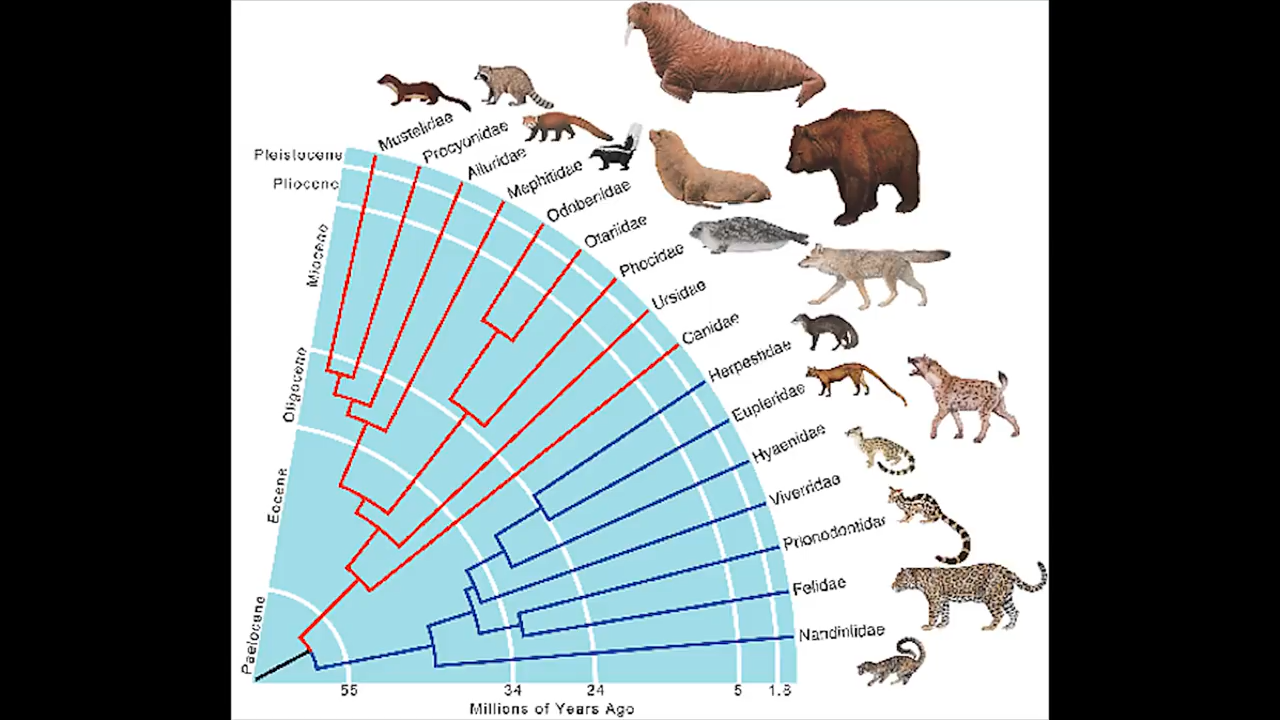 Mustelidae
Procyonidae
Ailuridae
Mephitidae
Odobenidae
Otariidae
Phocidae
Ursidae
Canidae
Herpestidae
Eupleridae
Hyaenidae
Viverridae
Prionodontidae
Felidae
Nandiniidae
Pleistocene
Pliocene
Miocene
Oligocene
Eocene
Paelocene
55
34
24
5
1.8
Millions of Years Ago